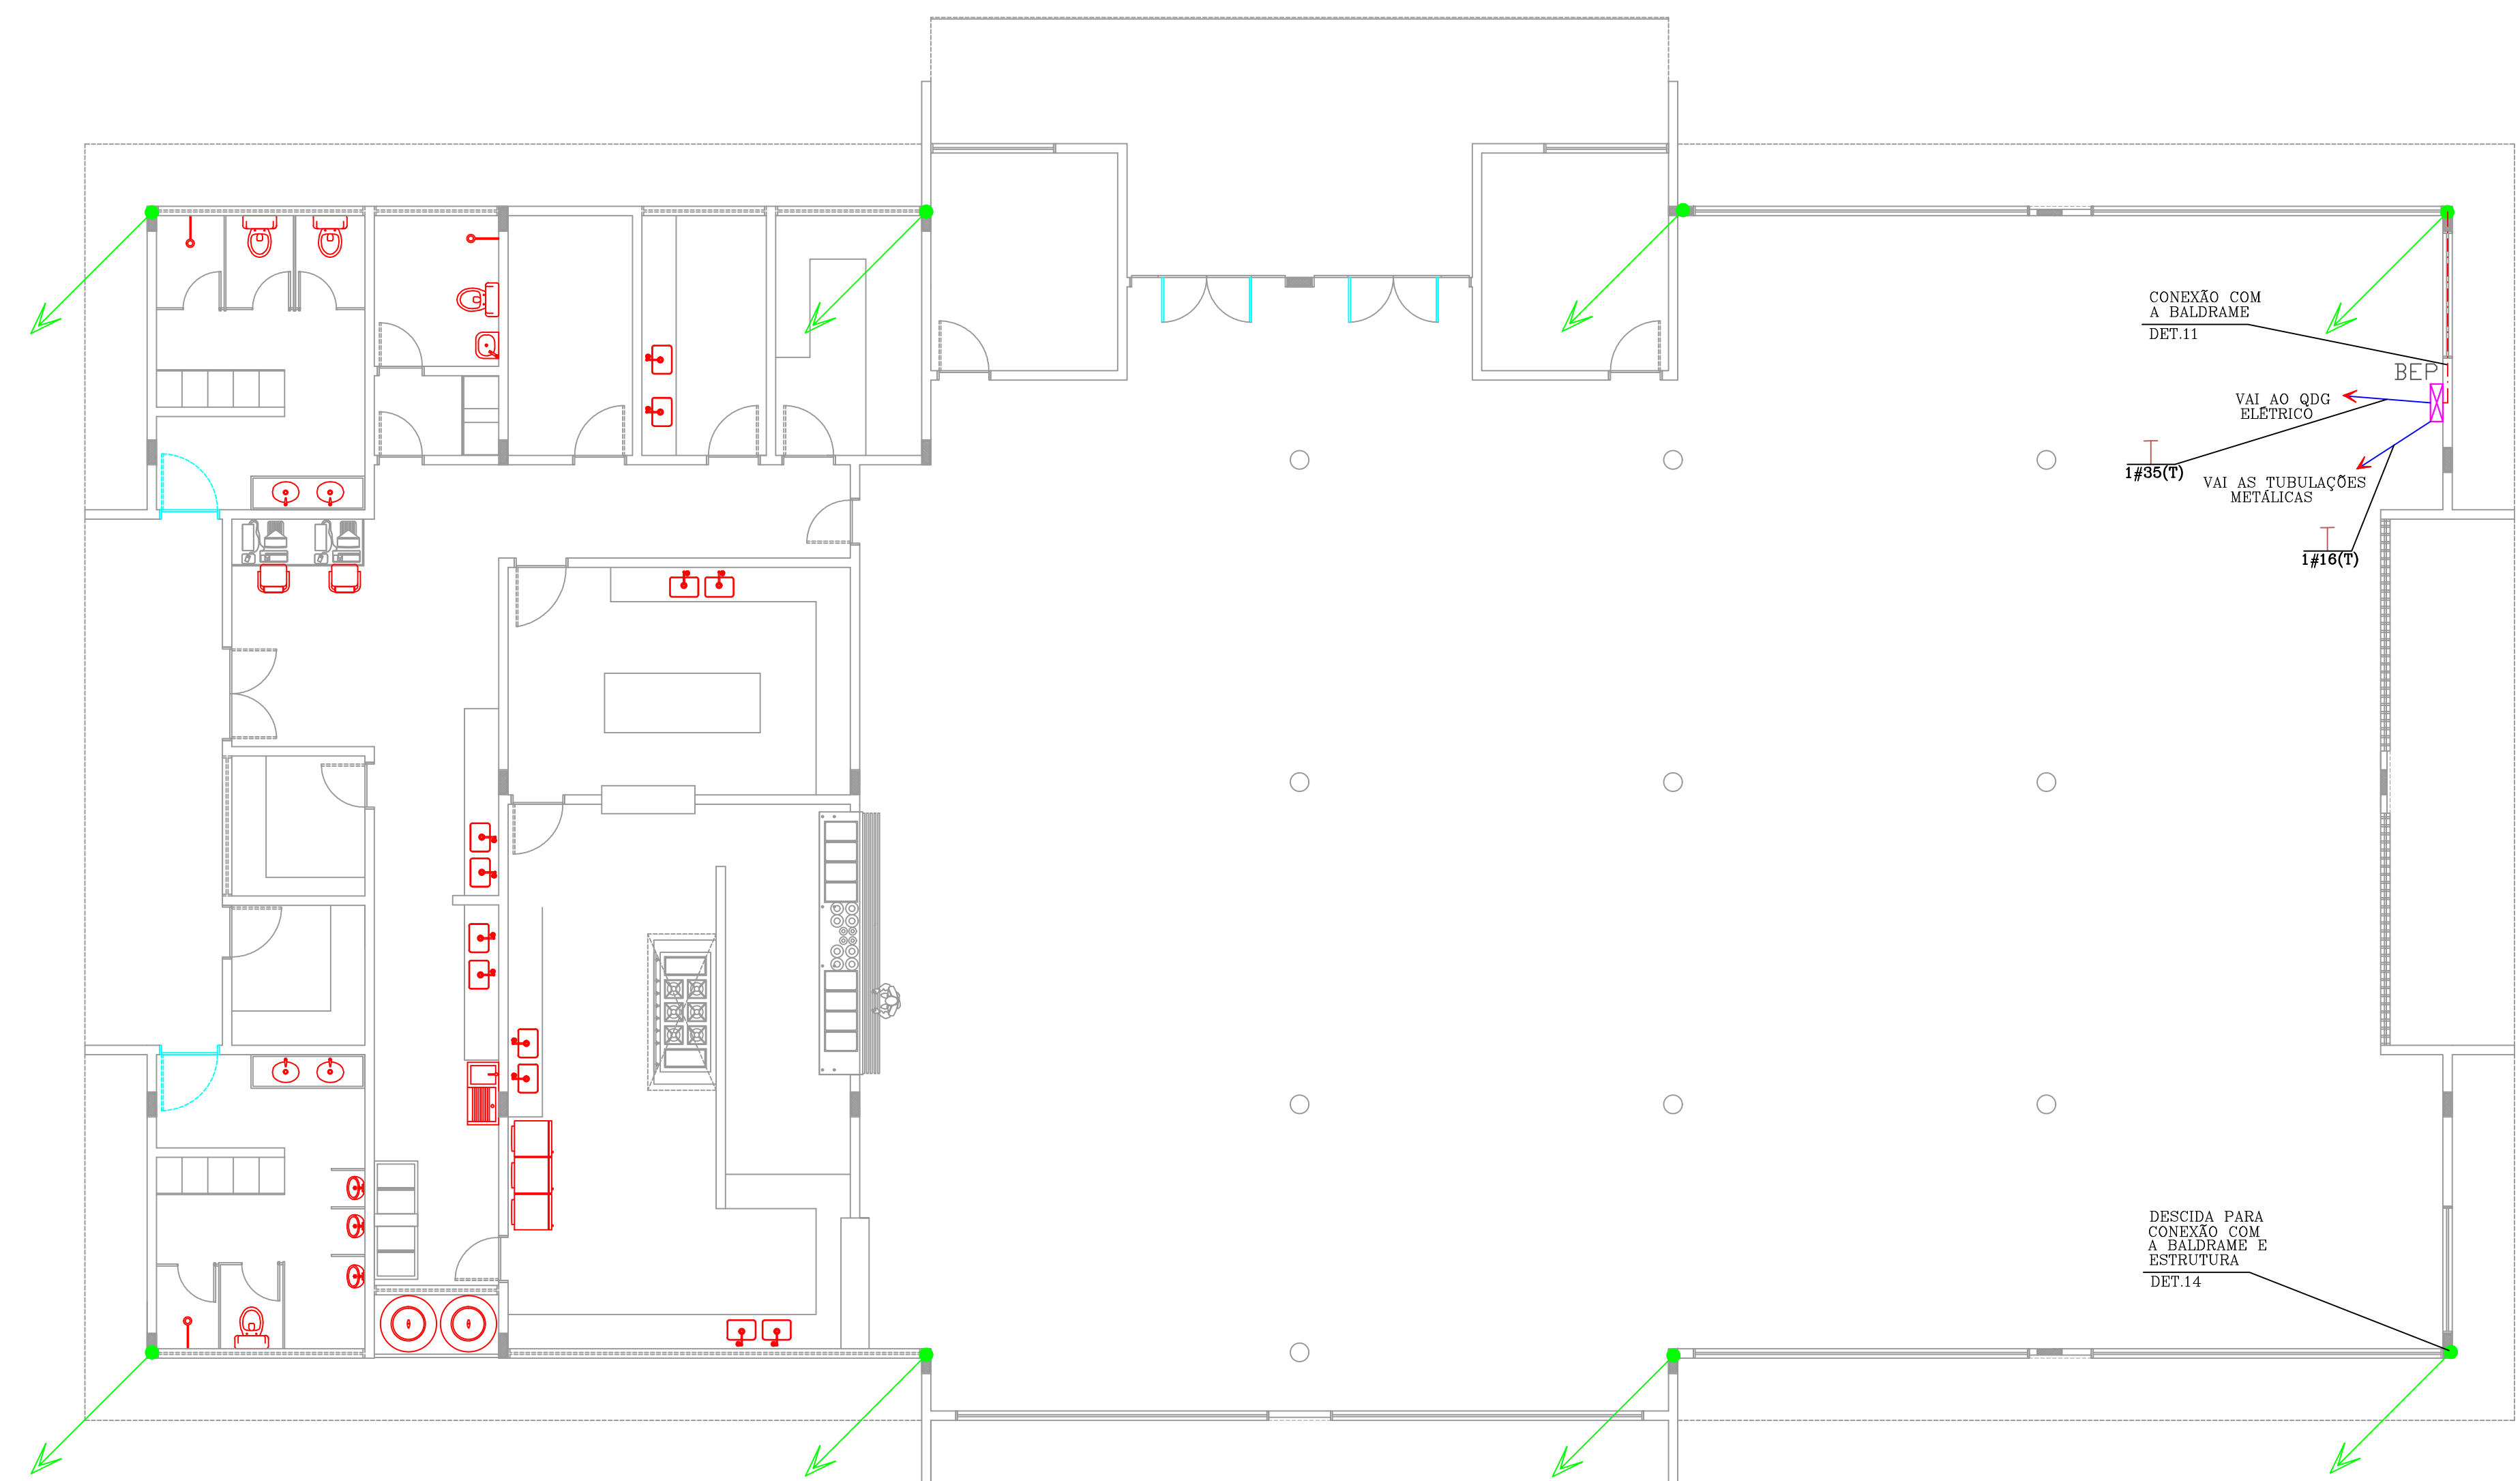 CONEXÃO COM
A BALDRAME
DET.11
BEP
VAI AO QDG
ELÉTRICO
1#35(T)
VAI AS TUBULAÇÕES
METÁLICAS
1#16(T)
DESCIDA PARA
CONEXÃO COM
A BALDRAME E
ESTRUTURA
DET.14